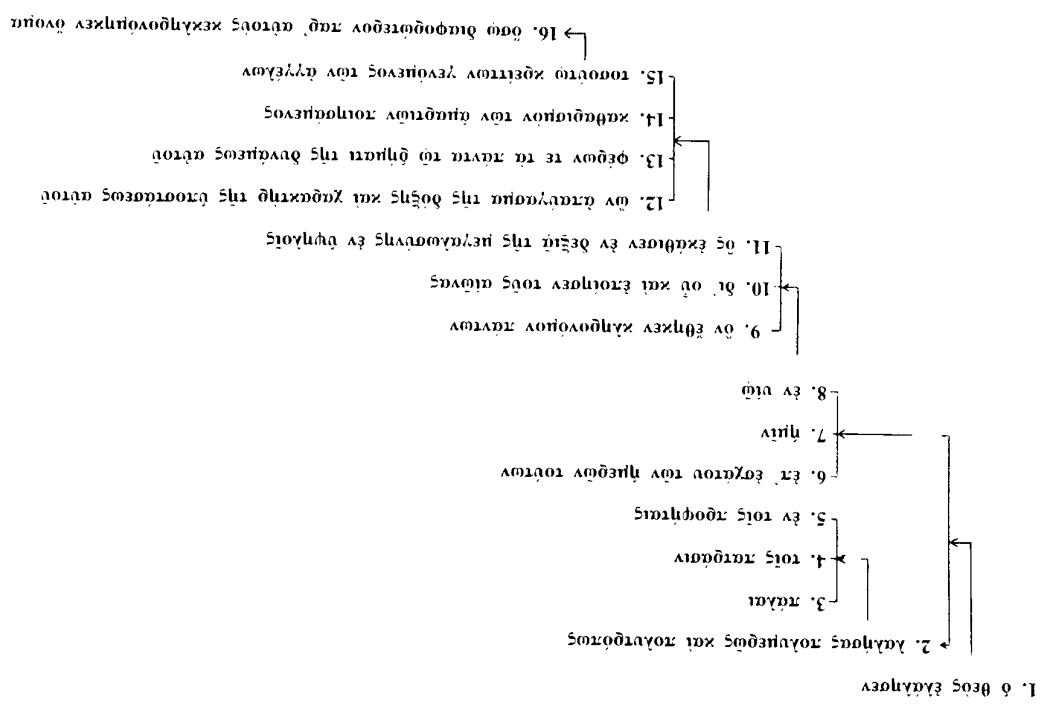 1. ὁ θεὸς ἐλάλησεν
2. λαλήσας πολυμερῶς καὶ πολυτρόπως
3. πάλαι
4. τοῖς πατράσιν
5. ἐν τοῖς προφήταις
6. ἐπ' ἐσχάτου τῶν ἡμερῶν τούτων
7. ἡμῖν
8. ἐν υἱῷ
9. ὃν ἔθηκεν κληρονόμον πάντων
10. δι' οὗ καὶ ἐποίησεν τοὺς αἰῶνας
11. ὃς ἐκάθισεν ἐν δεξιᾷ τῆς μεγαλωσύνης ἐν ὑψηλοῖς
12. ὢν ἀπαύγασμα τῆς δόξης καὶ χαρακτὴρ τῆς ὑποστάσεως αὐτοῦ
13. φέρων τε τὰ πάντα τῷ ῥήματι τῆς δυνάμεως αὐτοῦ
14. καθαρισμὸν τῶν ἁμαρτιῶν ποιησάμενος
15. τοσούτῳ κρείττων γενόμενος τῶν ἀγγέλων
16. ὅσῳ διαφορώτερον παρ' αὐτοὺς κεκληρονόμηκεν ὄνομα